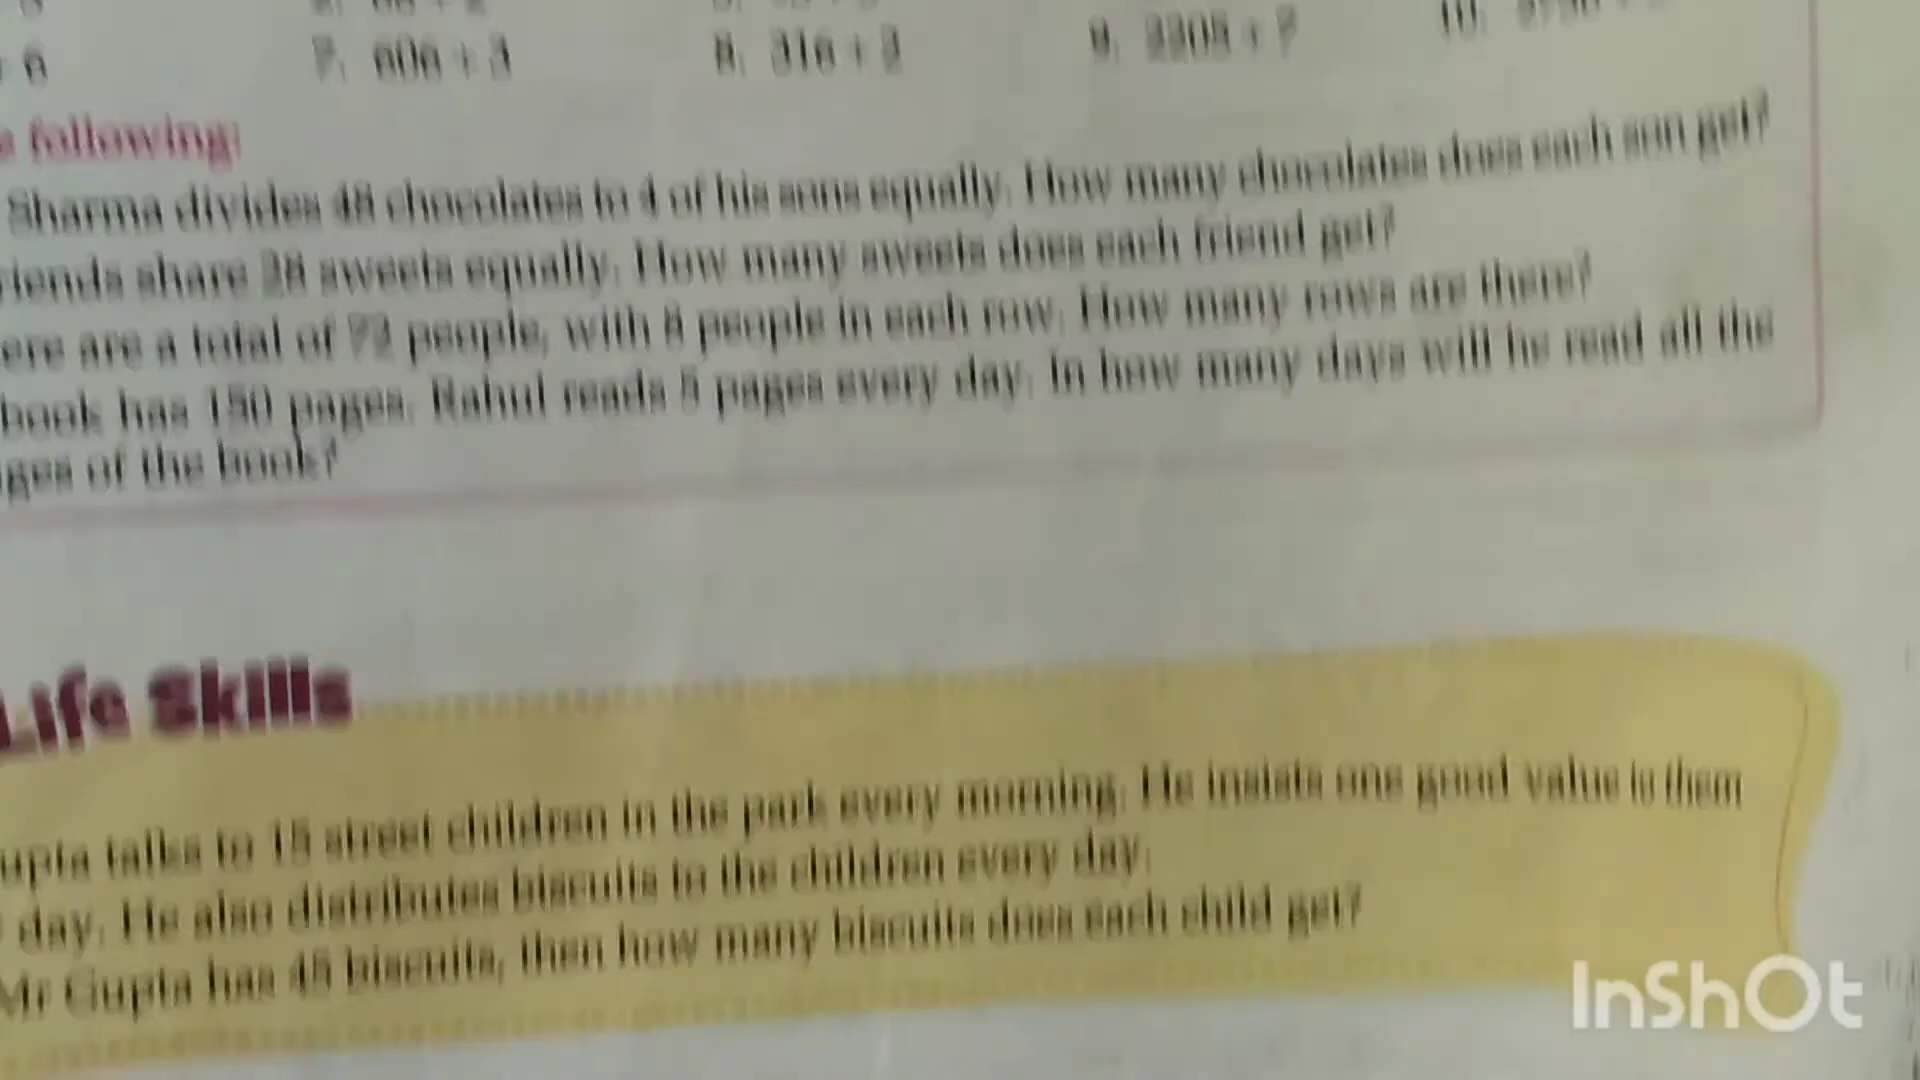 7. 606 ÷ 3
8. 316 ÷ 2
9. 2205 ÷ 7
10.
following:
Sharma divides 48 chocolates to 4 of his sons equally. How many chocolates does each son get?
riends share 28 sweets equally. How many sweets does each friend get?
ere are a total of 72 people, with 8 people in each row. How many rows are there?
book has 150 pages. Rahul reads 5 pages every day. In how many days will he read all the
ges of the book?
Life Skills
upta talks to 15 street children in the park every morning. He insists one good value to them
day. He also distributes biscuits to the children every day.
Mr Gupta has 45 biscuits, then how many biscuits does each child get?
InShOt